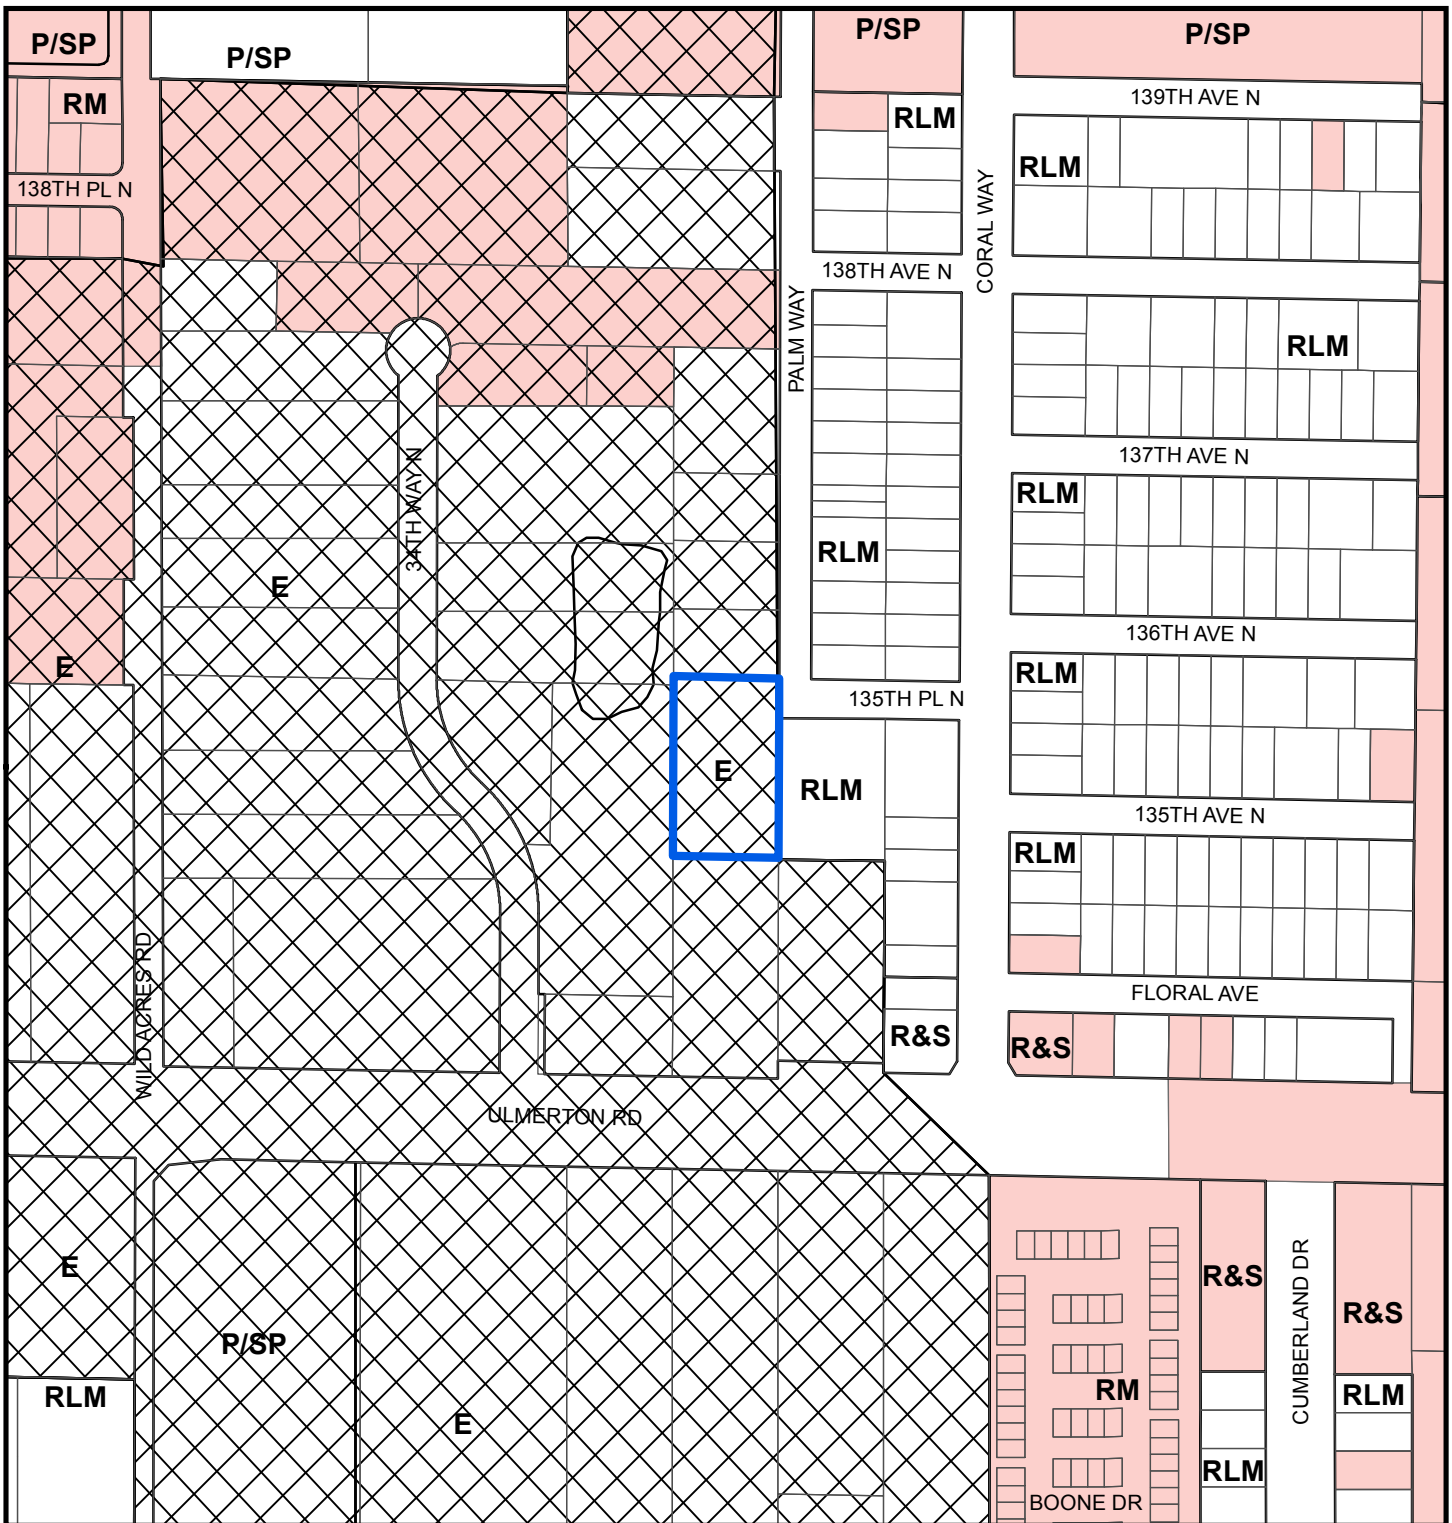 P/SP
P/SP
P/SP
P/SP
RM
139TH AVE N
RLM
RLM
138TH PL N
CORAL WAY
138TH AVE N
PALM WAY
RLM
34TH WAY N
137TH AVE N
RLM
RLM
E
136TH AVE N
E
RLM
135TH PL N
E
RLM
135TH AVE N
RLM
WILD ACRES RD
FLORAL AVE
R&S
R&S
ULMERTON RD
E
R&S
CUMBERLAND DR
R&S
P/SP
RLM
RM
RLM
E
RLM
BOONE DR